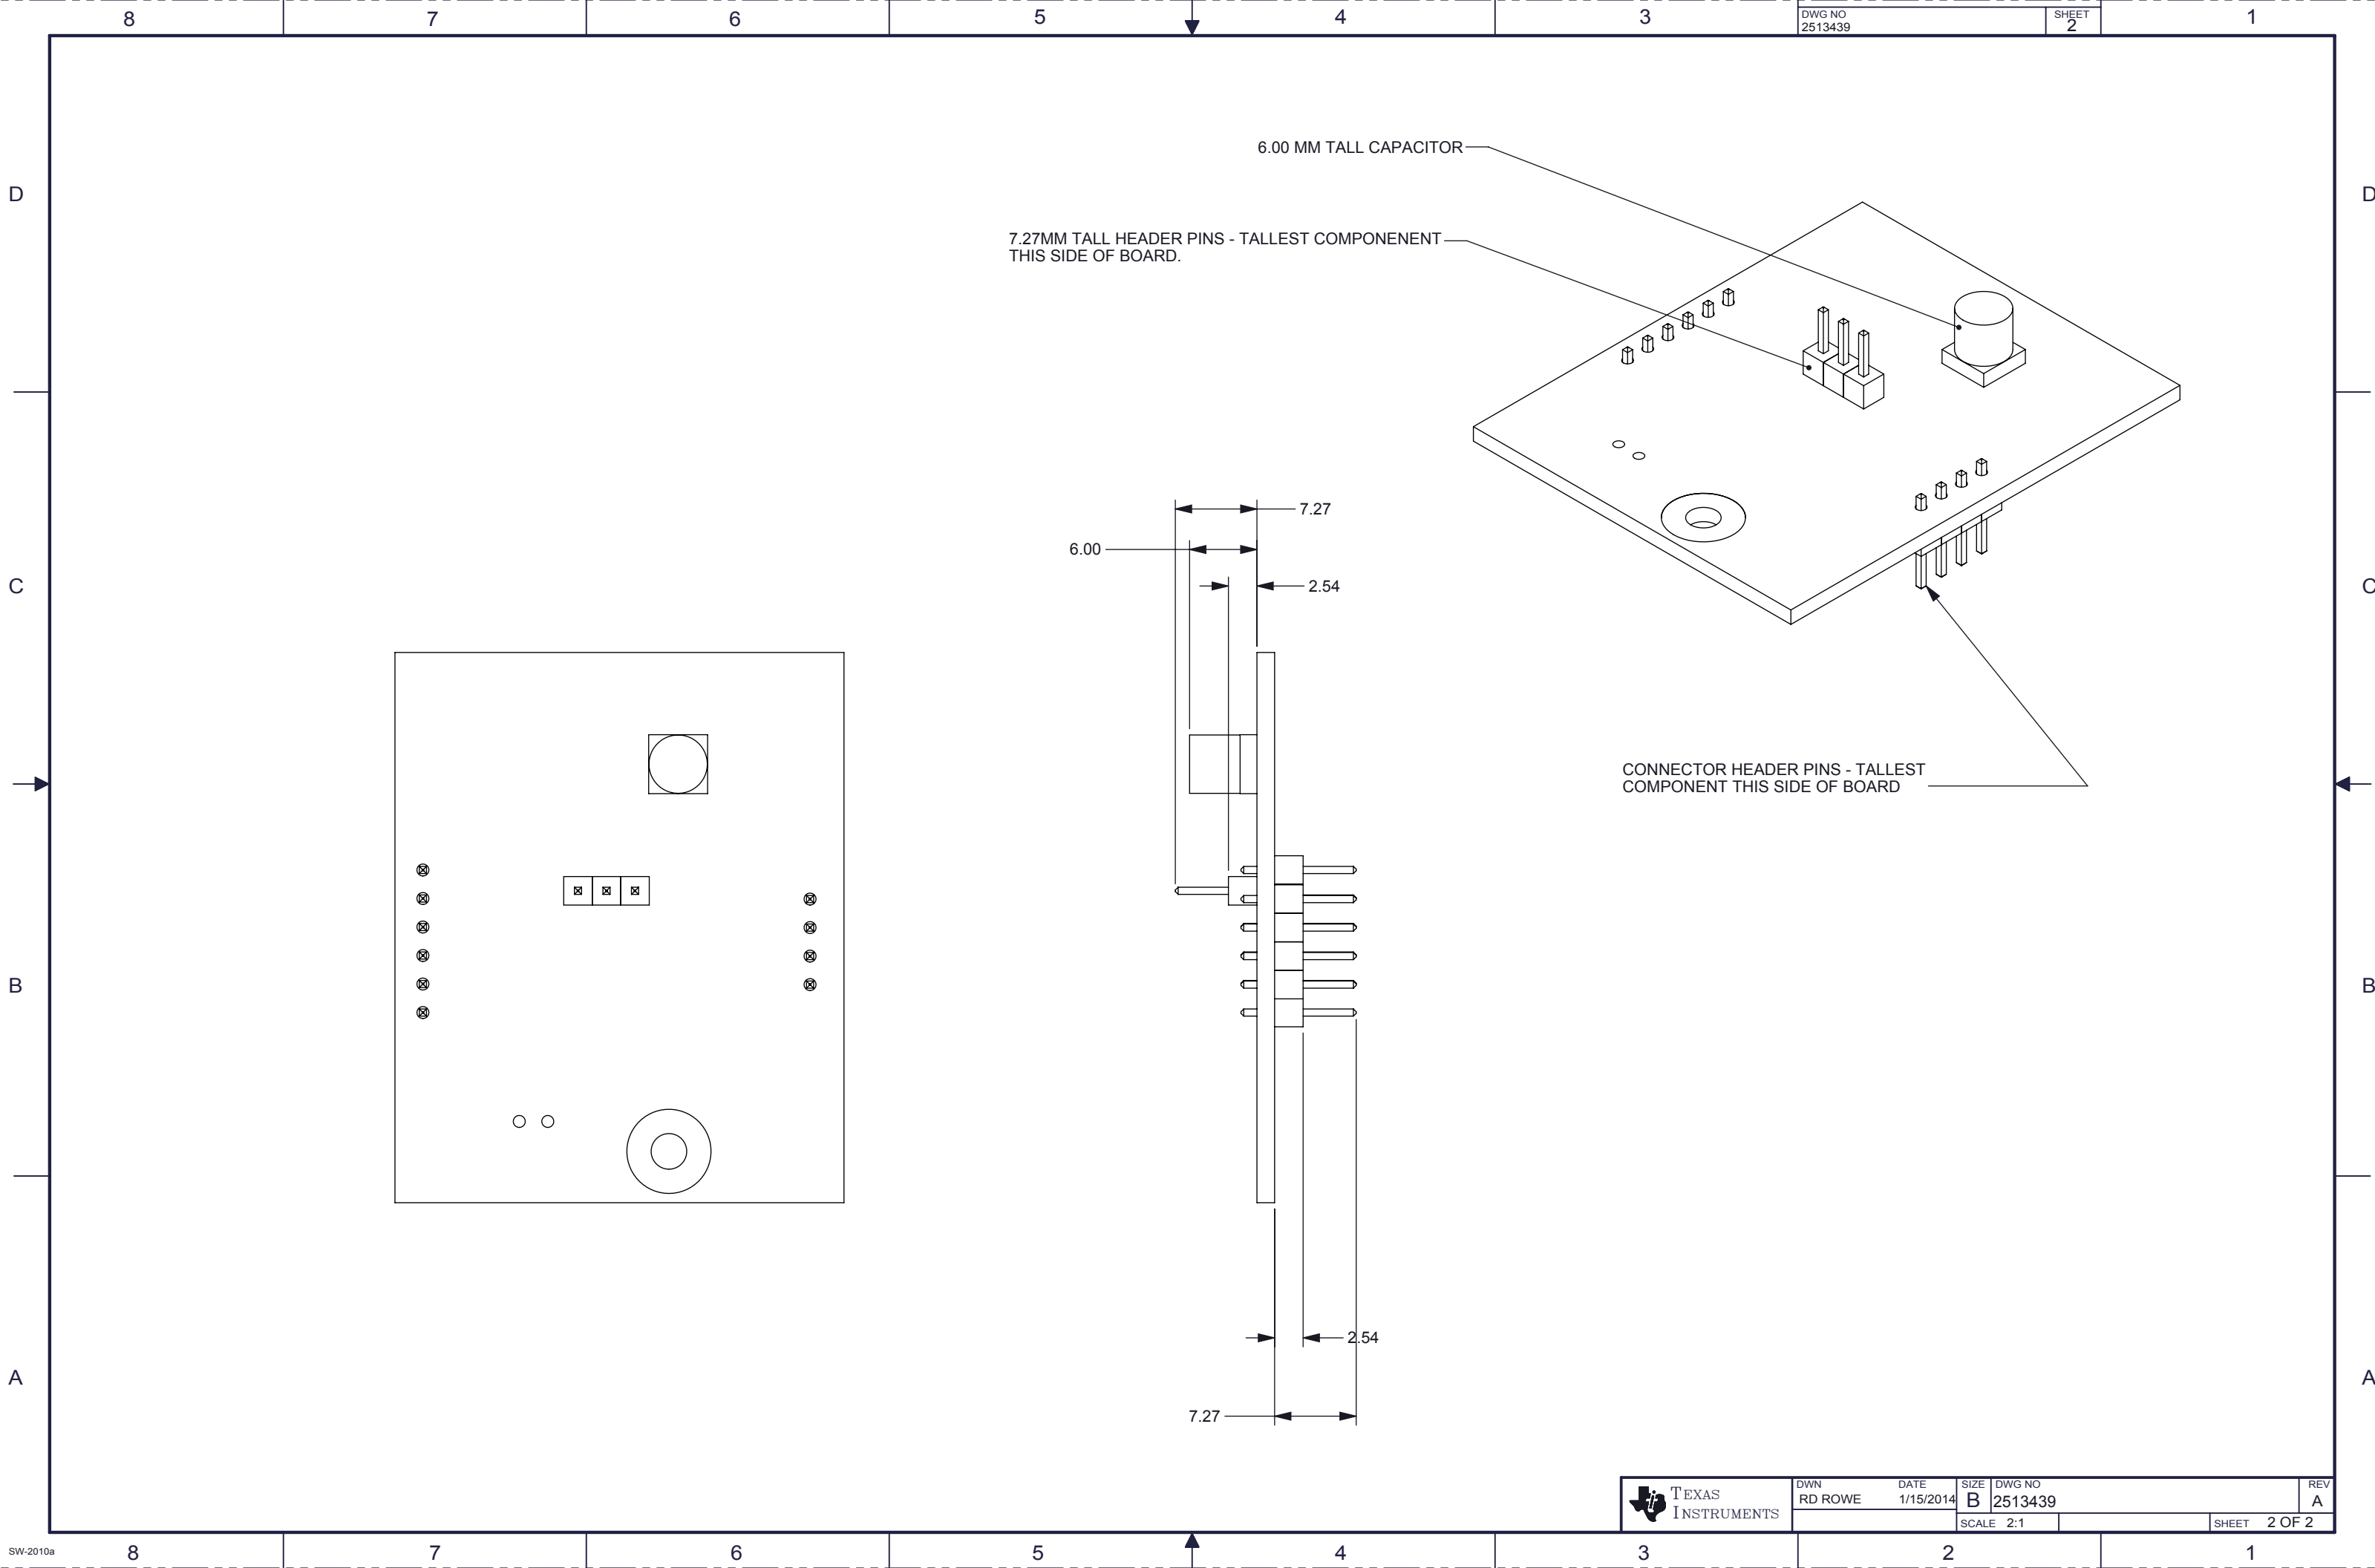 8 7 6 5 4 3 DWG NO 2513439 SHEET 2 1
6.00 MM TALL CAPACITOR
D D
7.27MM TALL HEADER PINS - TALLEST COMPONENENT
THIS SIDE OF BOARD.
7.27
6.00
2.54
C C
CONNECTOR HEADER PINS - TALLEST
COMPONENT THIS SIDE OF BOARD
B B
2.54
A A
7.27
TEXAS
INSTRUMENTS
DWN DATE SIZE DWG NO REV
RD ROWE 1/15/2014 B 2513439 A
SCALE 2:1 SHEET 2 OF 2
SW-2010a 8 7 6 5 4 3 2 1